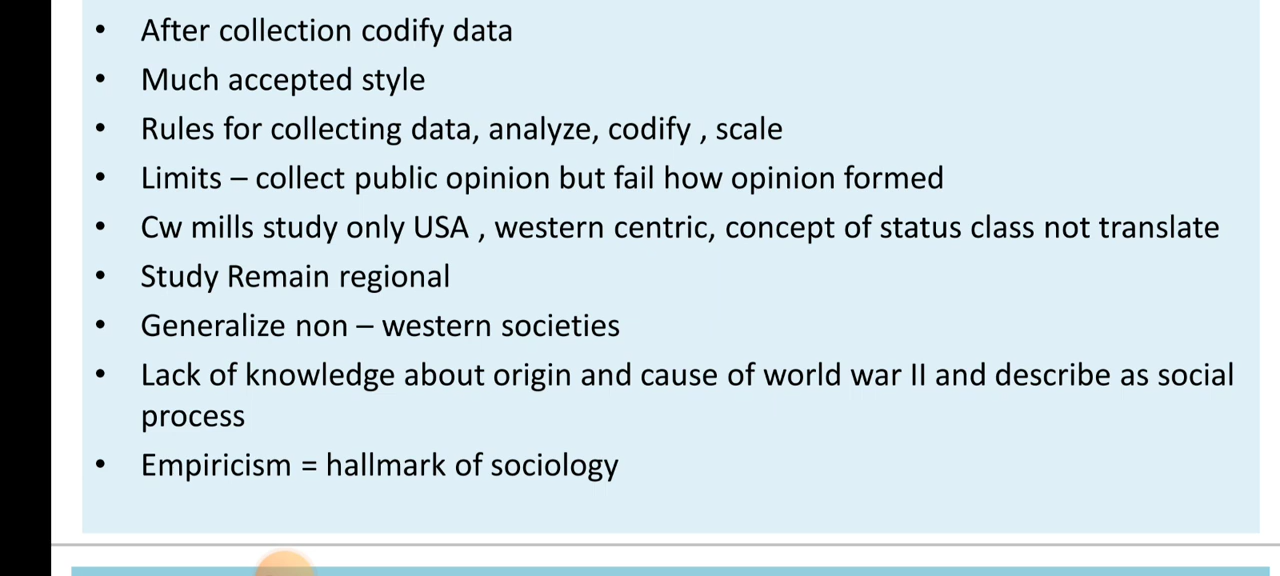 • After collection codify data
• Much accepted style
• Rules for collecting data, analyze, codify , scale
• Limits – collect public opinion but fail how opinion formed
• Cw mills study only USA , western centric, concept of status class not translate
• Study Remain regional
• Generalize non – western societies
• Lack of knowledge about origin and cause of world war II and describe as social
process
• Empiricism = hallmark of sociology